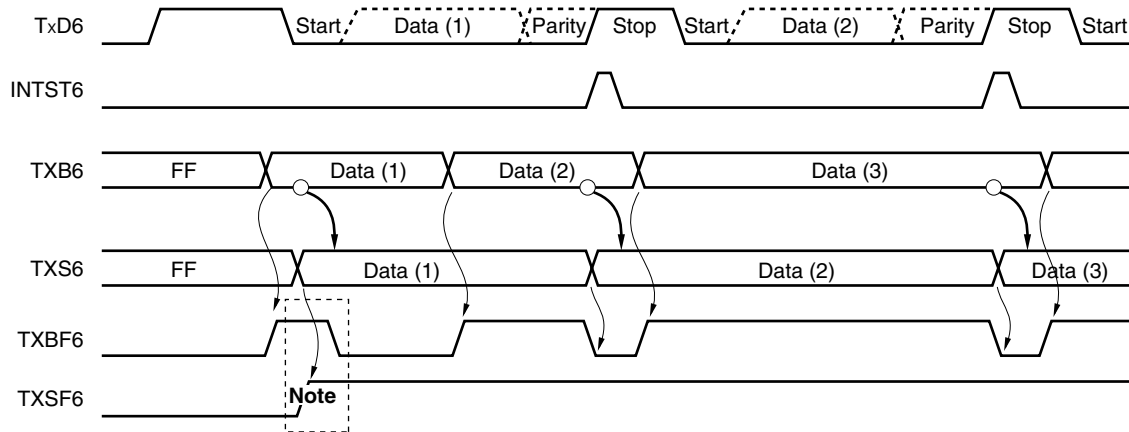 TxD6 Start Data (1) Parity Stop Start Data (2) Parity Stop Start
INTST6
TXB6 FF Data (1) Data (2) Data (3)
TXS6 FF Data (1) Data (2) Data (3)
TXBF6
TXSF6 Note